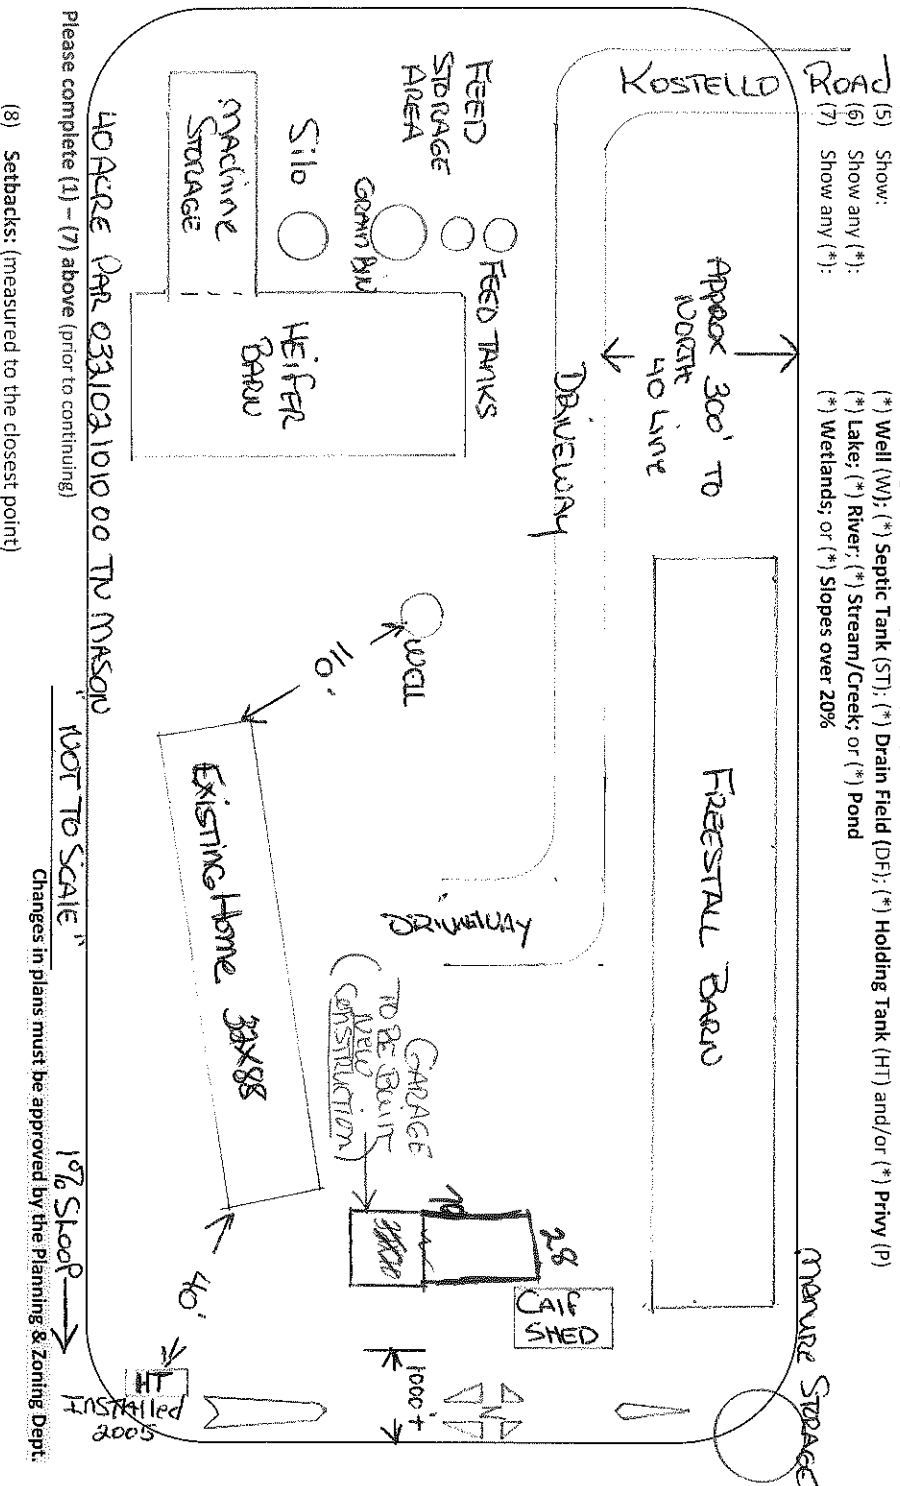 (5) Show:
(6) Show any (*):
(7) Show any (*):
(*) Well (W); (*) Septic Tank (ST); (*) Drain Field (DF); (*) Holding Tank (HT) and/or (*) Privy (P)
(*) Lake; (*) River; (*) Stream/Creek; or (*) Pond
(*) Wetlands; or (*) Slopes over 20%
KOSTELLO ROAD
APPROX 300' TO
NORTH
40 LINE
FREESTALL BARN
MANURE STORAGE
DRIVEWAY
DRIVEWAY
FEED
STORAGE
AREA
FEED TANKS
GRAIN BIN
Silo
MACHINE
STORAGE
HEIFER
BARN
WELL
110'
EXISTING Home 32X88
GARAGE
TO BE BUILT
(NEW
CONSTRUCTION)
28
CALF
SHED
1000'+
N
40'
HT
INSTALLED
2005
40 ACRE PAR 032102101000 TN MASON
"NOT TO SCALE"
1% SLOOP
Please complete (1) – (7) above (prior to continuing)
Changes in plans must be approved by the Planning & Zoning Dept.
(8) Setbacks: (measured to the closest point)